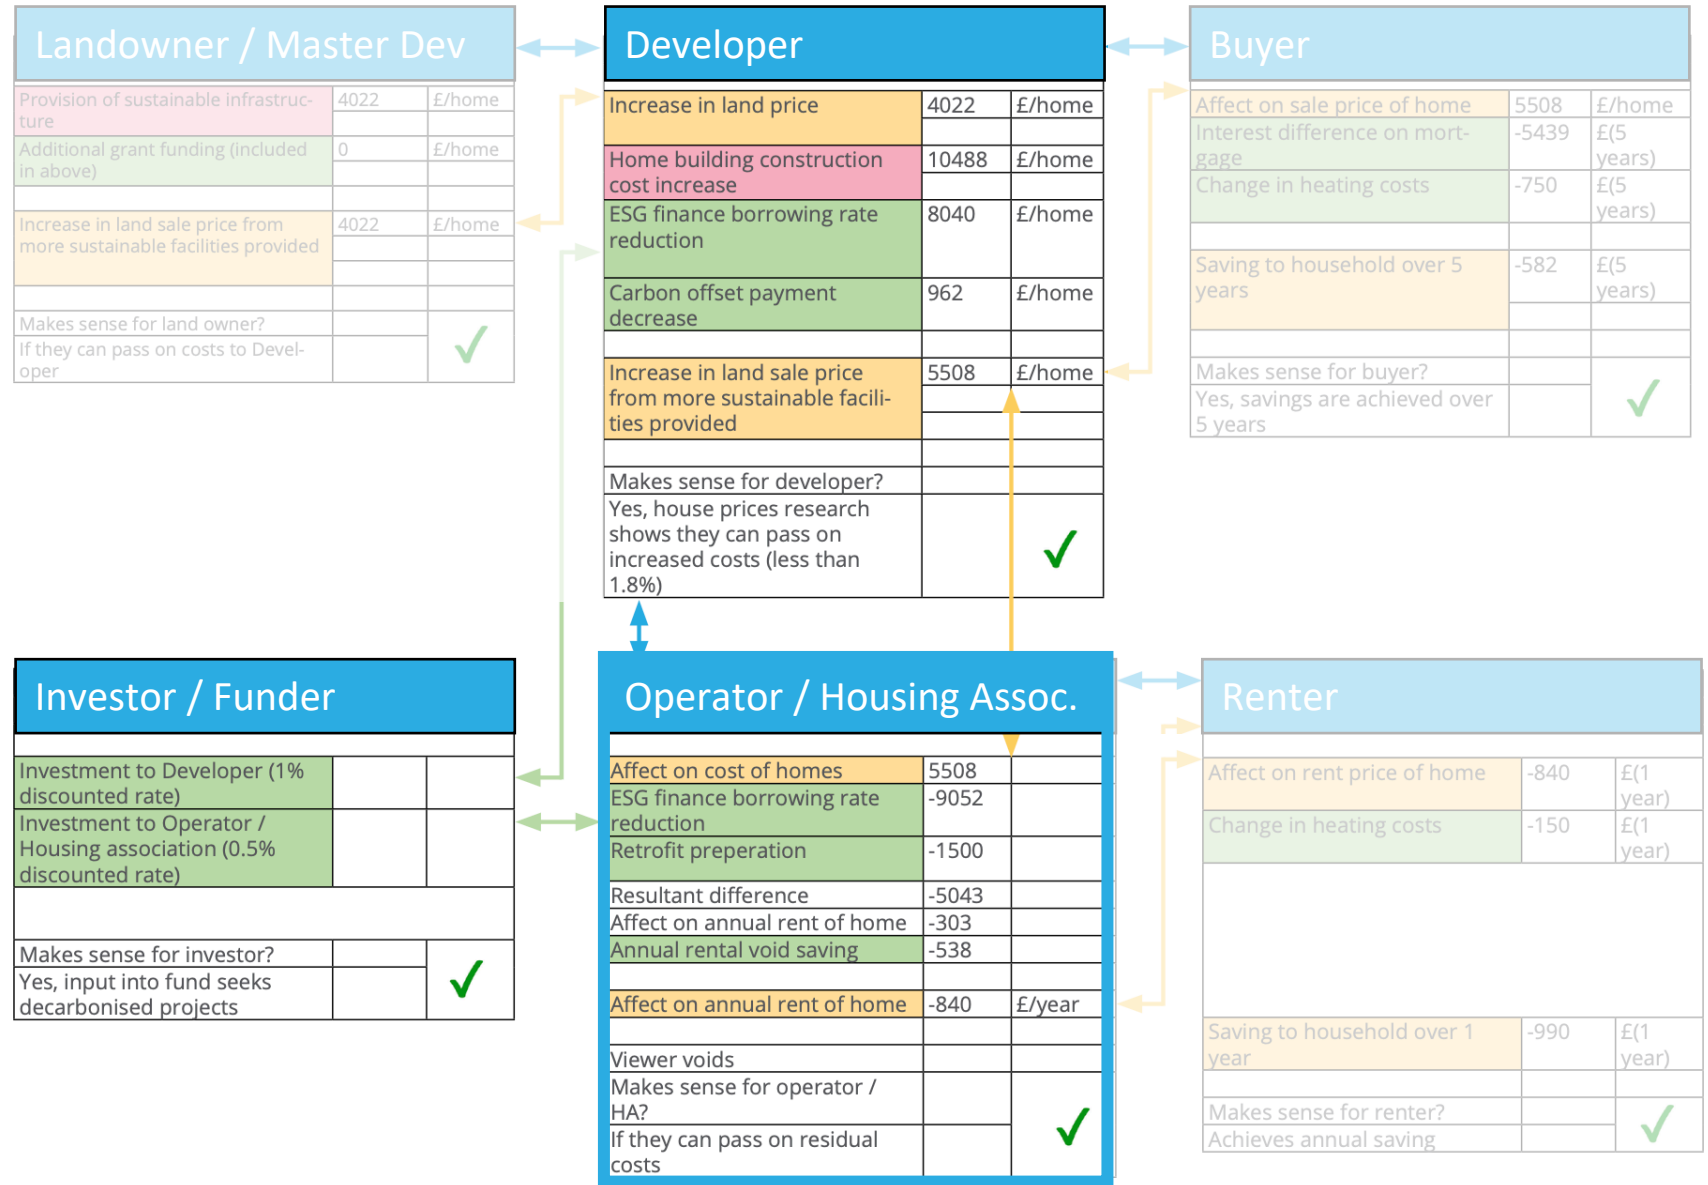 Landowner / Master Dev
Provision of sustainable infrastruc-
ture
4022
£/home
Additional grant funding (included
in above)
0
£/home
Increase in land sale price from
more sustainable facilities provided
4022
£/home
Makes sense for land owner?
If they can pass on costs to Devel-
oper
✓
Developer
Increase in land price
4022
£/home
Home building construction
cost increase
10488
£/home
ESG finance borrowing rate
reduction
8040
£/home
Carbon offset payment
decrease
962
£/home
Increase in land sale price
from more sustainable facili-
ties provided
5508
£/home
Makes sense for developer?
Yes, house prices research
shows they can pass on
increased costs (less than
1.8%)
✓
Buyer
Affect on sale price of home
5508
£/home
Interest difference on mort-
gage
-5439
£(5
years)
Change in heating costs
-750
£(5
years)
Saving to household over 5
years
-582
£(5
years)
Makes sense for buyer?
Yes, savings are achieved over
5 years
✓
Investor / Funder
Investment to Developer (1%
discounted rate)
Investment to Operator /
Housing association (0.5%
discounted rate)
Makes sense for investor?
Yes, input into fund seeks
decarbonised projects
✓
Operator / Housing Assoc.
Affect on cost of homes
5508
ESG finance borrowing rate
reduction
-9052
Retrofit preperation
-1500
Resultant difference
-5043
Affect on annual rent of home
-303
Annual rental void saving
-538
Affect on annual rent of home
-840
£/year
Viewer voids
Makes sense for operator /
HA?
If they can pass on residual
costs
✓
Renter
Affect on rent price of home
-840
£(1
year)
Change in heating costs
-150
£(1
year)
Saving to household over 1
year
-990
£(1
year)
Makes sense for renter?
Achieves annual saving
✓